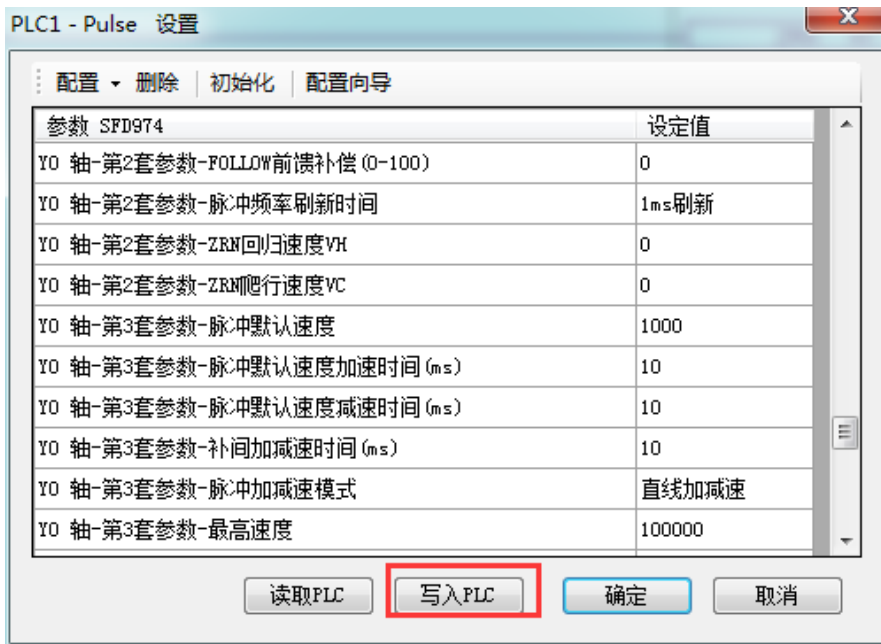 PLC1 - Pulse 设置
配置 删除 初始化 配置向导
参数 SFD974 设定值
Y0 轴-第2套参数-FOLLOW前馈补偿(0-100) 0
Y0 轴-第2套参数-脉冲频率刷新时间 1ms刷新
Y0 轴-第2套参数-ZRN回归速度VH 0
Y0 轴-第2套参数-ZRN爬行速度VC 0
Y0 轴-第3套参数-脉冲默认速度 1000
Y0 轴-第3套参数-脉冲默认速度加速时间(ms) 10
Y0 轴-第3套参数-脉冲默认速度减速时间(ms) 10
Y0 轴-第3套参数-补间加减速时间(ms) 10
Y0 轴-第3套参数-脉冲加减速模式 直线加减速
Y0 轴-第3套参数-最高速度 100000
读取PLC 写入PLC 确定 取消